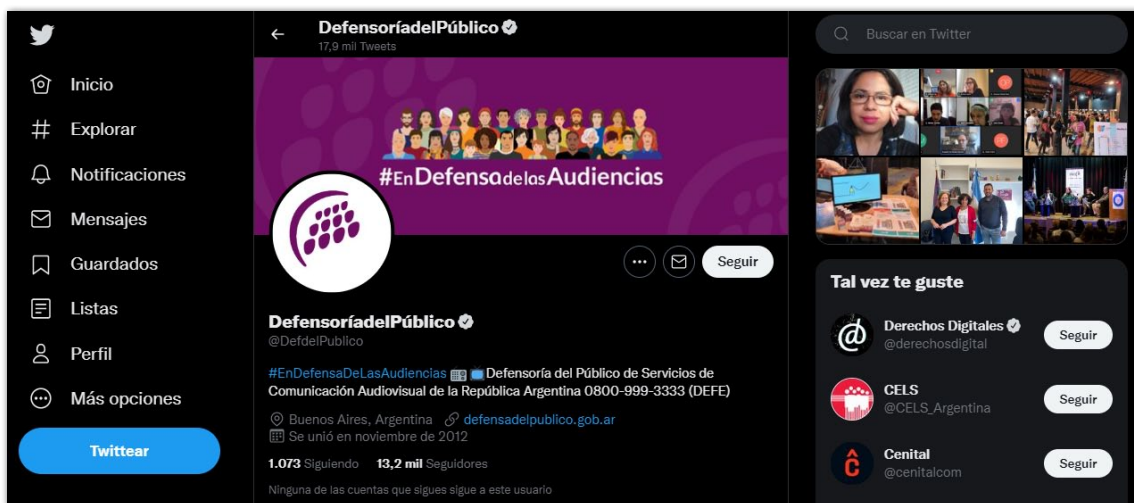 Inicio
Explorar
Notificaciones
Mensajes
Guardados
Listas
Perfil
Más opciones
Twittear
DefensoríadelPúblico
17,9 mil Tweets
#EnDefensadelasAudiencias
Seguir
DefensoríadelPúblico
@DefdelPublico
#EnDefensaDeLasAudiencias Defensoría del Público de Servicios de
Comunicación Audiovisual de la República Argentina 0800-999-3333 (DEFE)
Buenos Aires, Argentina defensadelpublico.gob.ar
Se unió en noviembre de 2012
1.073 Siguiendo 13,2 mil Seguidores
Ninguna de las cuentas que sigues sigue a este usuario
Buscar en Twitter
Tal vez te guste
Derechos Digitales
@derechosdigital
Seguir
CELS
@CELS_Argentina
Seguir
Cenital
@cenitalcom
Seguir